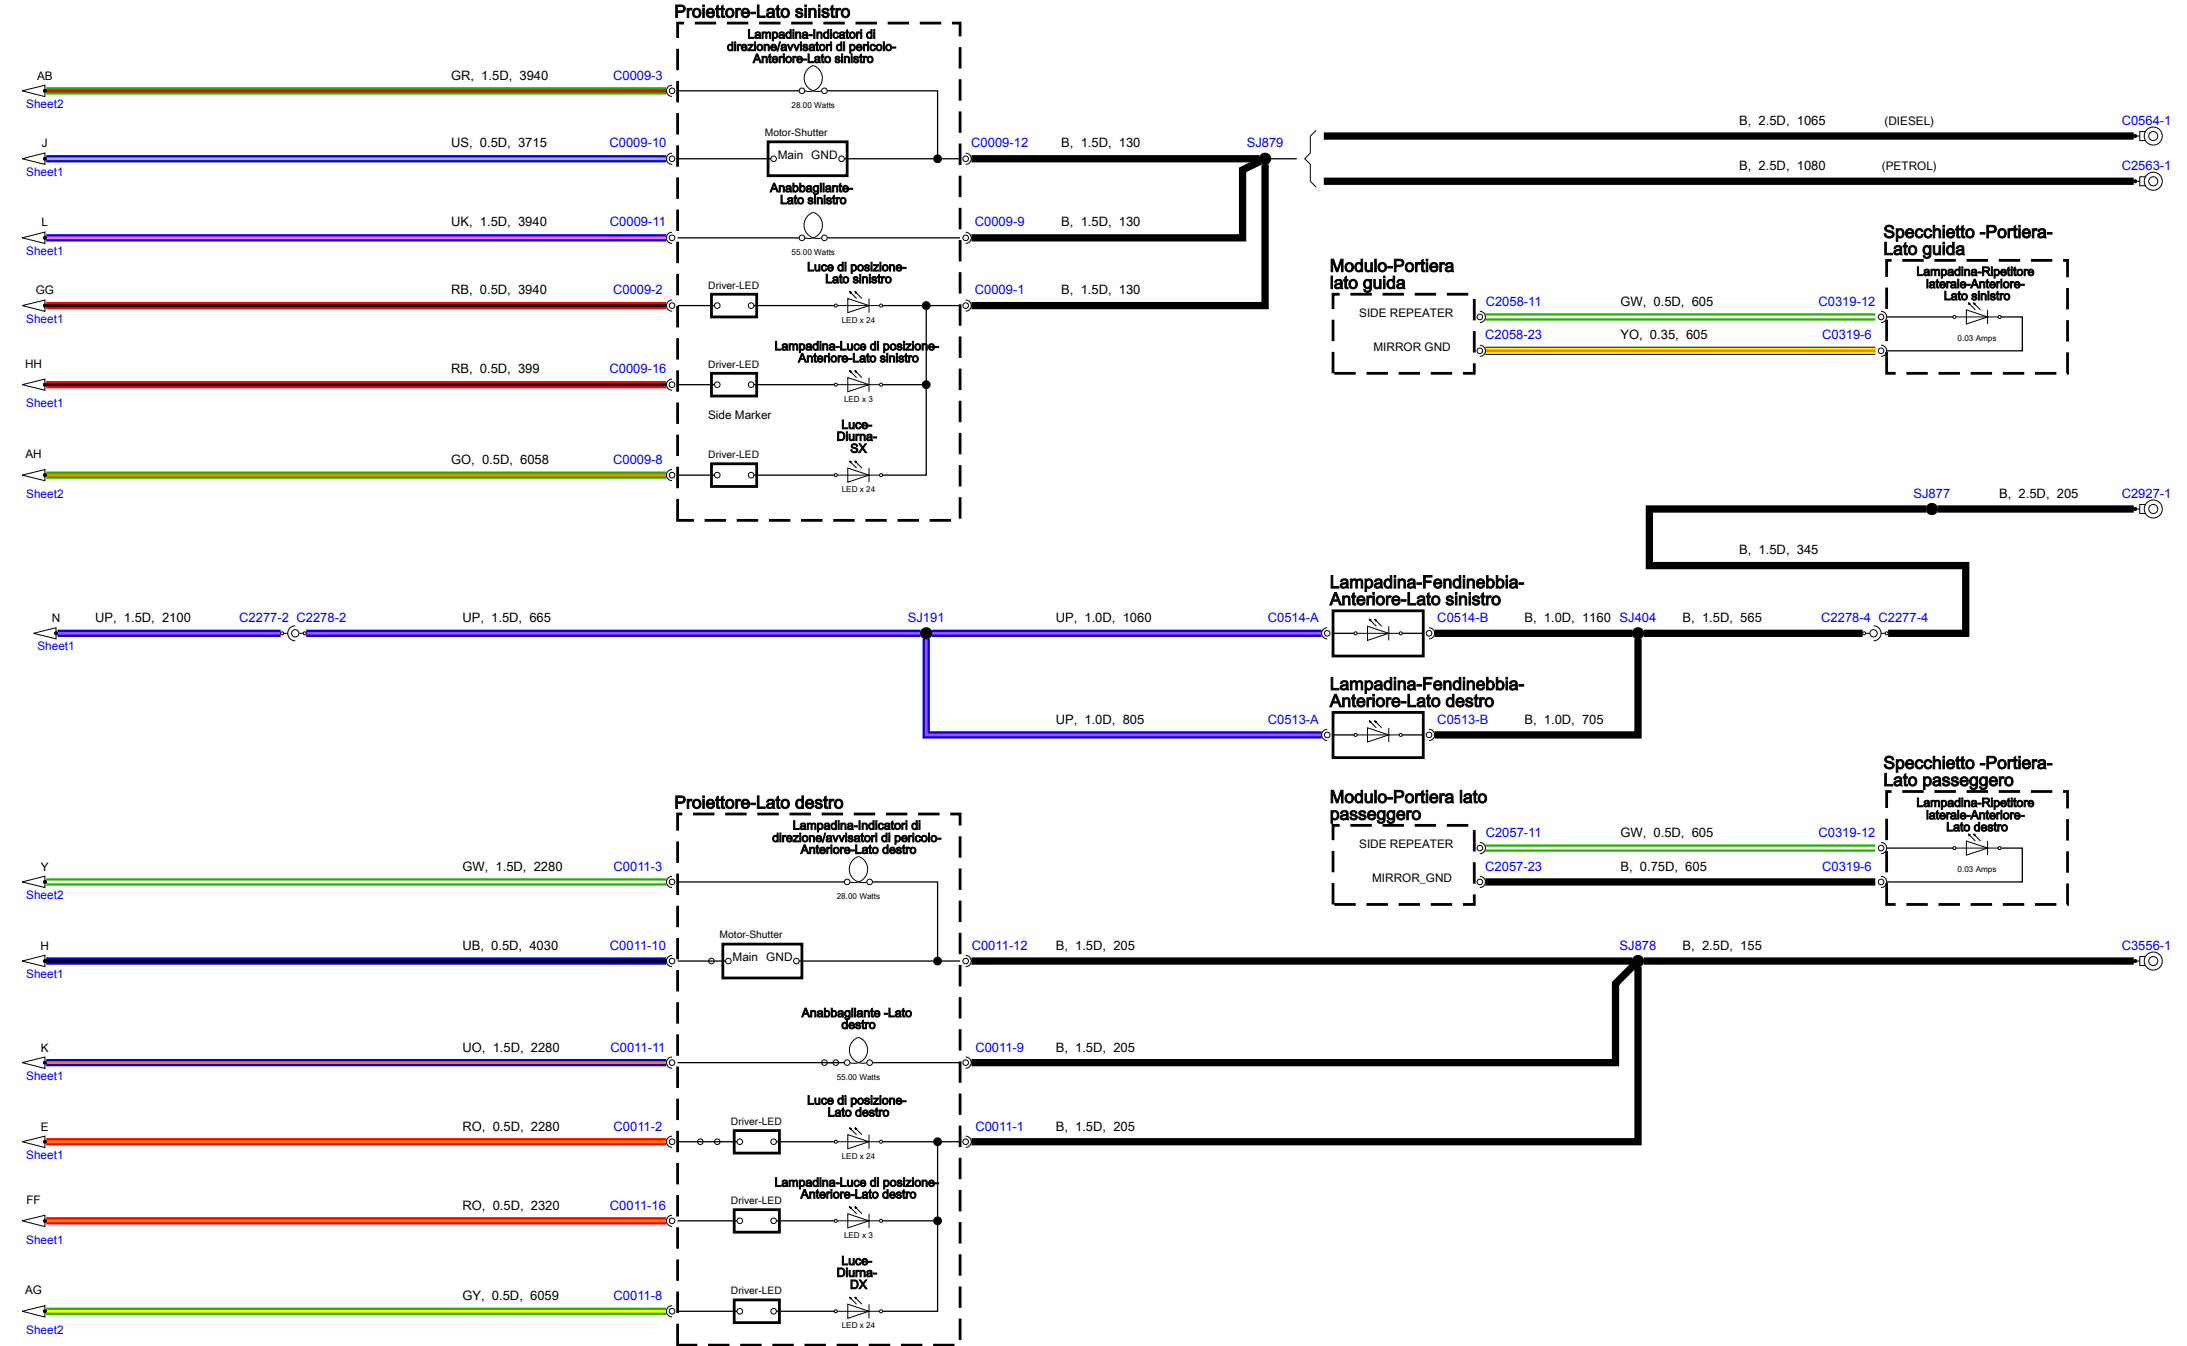 Proiettore-Lato sinistro
Lampadina-Indicatori di
direzione/avvisatori di pericolo-
Anteriore-Lato sinistro
28.00 Watts
AB
Sheet2
GR, 1.5D, 3940
C0009-3
J
Sheet1
US, 0.5D, 3715
C0009-10
Motor-Shutter
Main GND
C0009-12
B, 1.5D, 130
SJ879
B, 2.5D, 1065
(DIESEL)
C0564-1
B, 2.5D, 1080
(PETROL)
C2563-1
L
Sheet1
UK, 1.5D, 3940
C0009-11
Anabbagliante-
Lato sinistro
55.00 Watts
C0009-9
B, 1.5D, 130
GG
Sheet1
RB, 0.5D, 3940
C0009-2
Driver-LED
Luce di posizione-
Lato sinistro
LED x 24
C0009-1
B, 1.5D, 130
HH
Sheet1
RB, 0.5D, 399
C0009-16
Driver-LED
Side Marker
Lampadina-Luce di posizione-
Anteriore-Lato sinistro
LED x 3
AH
Sheet2
GO, 0.5D, 6058
C0009-8
Driver-LED
Luce-
Diurna-
SX
LED x 24
Modulo-Portiera
lato guida
SIDE REPEATER
MIRROR GND
C2058-11
GW, 0.5D, 605
C0319-12
C2058-23
YO, 0.35, 605
C0319-6
Specchietto -Portiera-
Lato guida
Lampadina-Ripetitore
laterale-Anteriore-
Lato sinistro
0.03 Amps
SJ877
B, 2.5D, 205
C2927-1
B, 1.5D, 345
N
Sheet1
UP, 1.5D, 2100
C2277-2
C2278-2
UP, 1.5D, 665
SJ191
UP, 1.0D, 1060
C0514-A
Lampadina-Fendinebbia-
Anteriore-Lato sinistro
C0514-B
B, 1.0D, 1160
SJ404
B, 1.5D, 565
C2278-4
C2277-4
UP, 1.0D, 805
C0513-A
Lampadina-Fendinebbia-
Anteriore-Lato destro
C0513-B
B, 1.0D, 705
Modulo-Portiera lato
passeggero
SIDE REPEATER
MIRROR_GND
C2057-11
GW, 0.5D, 605
C0319-12
C2057-23
B, 0.75D, 605
C0319-6
Specchietto -Portiera-
Lato passeggero
Lampadina-Ripetitore
laterale-Anteriore-
Lato destro
0.03 Amps
Proiettore-Lato destro
Lampadina-Indicatori di
direzione/avvisatori di pericolo-
Anteriore-Lato destro
28.00 Watts
Y
Sheet2
GW, 1.5D, 2280
C0011-3
H
Sheet1
UB, 0.5D, 4030
C0011-10
Motor-Shutter
Main GND
C0011-12
B, 1.5D, 205
SJ878
B, 2.5D, 155
C3556-1
K
Sheet1
UO, 1.5D, 2280
C0011-11
Anabbagliante -Lato
destro
55.00 Watts
C0011-9
B, 1.5D, 205
E
Sheet1
RO, 0.5D, 2280
C0011-2
Driver-LED
Luce di posizione-
Lato destro
LED x 24
C0011-1
B, 1.5D, 205
FF
Sheet1
RO, 0.5D, 2320
C0011-16
Driver-LED
Lampadina-Luce di posizione-
Anteriore-Lato destro
LED x 3
AG
Sheet2
GY, 0.5D, 6059
C0011-8
Driver-LED
Luce-
Diurna-
DX
LED x 24